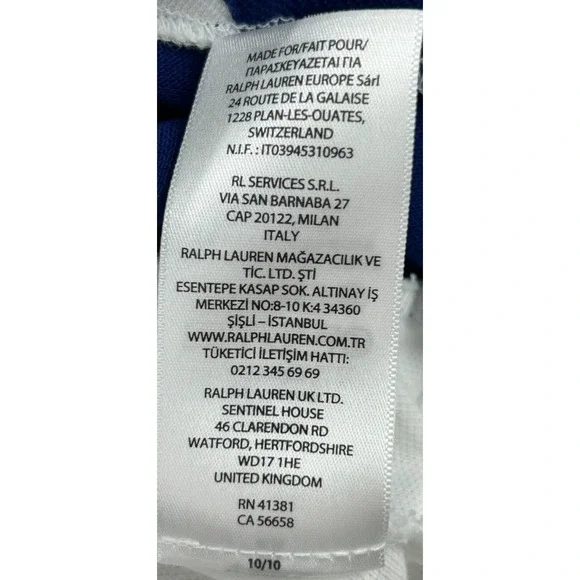 MADE FOR/FAIT POUR/
ΠΑΡΑΣΚΕΥΑΖΕΤΑΙ ΓΙΑ
RALPH LAUREN EUROPE Sárl
24 ROUTE DE LA GALAISE
1228 PLAN-LES-OUATES,
SWITZERLAND
N.I.F. : IT03945310963
RL SERVICES S.R.L.
VIA SAN BARNABA 27
CAP 20122, MILAN
ITALY
RALPH LAUREN MAĞAZACILIK VE
TİC. LTD. ŞTİ
ESENTEPE KASAP SOK. ALTINAY İŞ
MERKEZİ NO:8-10 K:4 34360
ŞİŞLİ – İSTANBUL
WWW.RALPHLAUREN.COM.TR
TÜKETİCİ İLETİŞİM HATTI:
0212 345 69 69
RALPH LAUREN UK LTD.
SENTINEL HOUSE
46 CLARENDON RD
WATFORD, HERTFORDSHIRE
WD17 1HE
UNITED KINGDOM
RN 41381
CA 56658
10/10